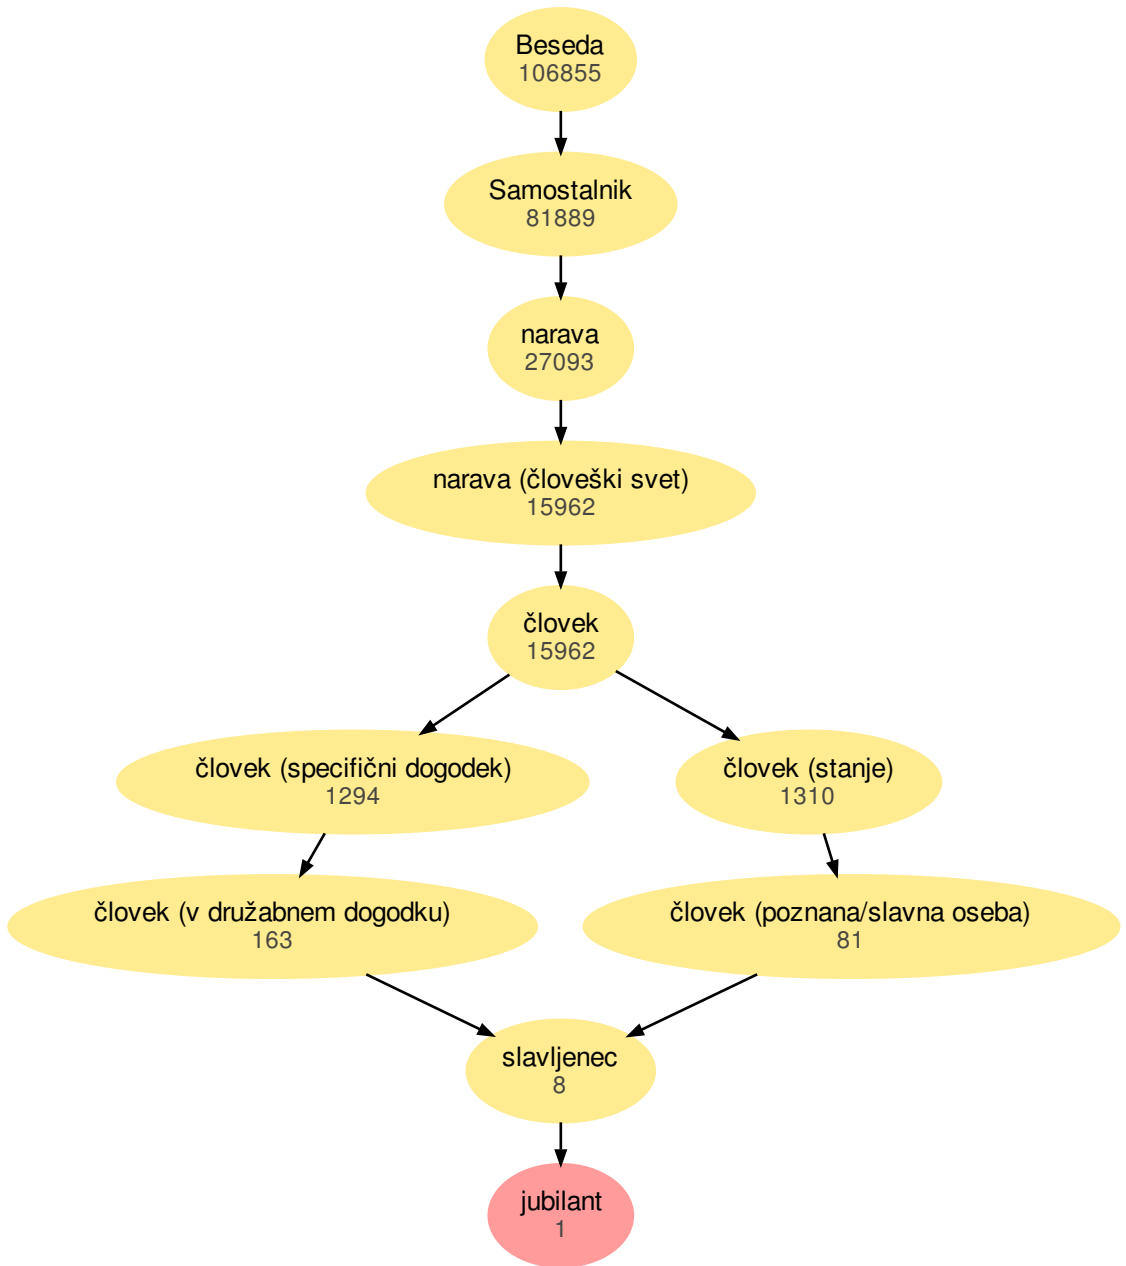 Beseda
106855
Samostalnik
81889
narava
27093
narava (človeški svet)
15962
človek
15962
človek (specifični dogodek)
1294
človek (stanje)
1310
človek (v družabnem dogodku)
163
človek (poznana/slavna oseba)
81
slavljenec
8
jubilant
1